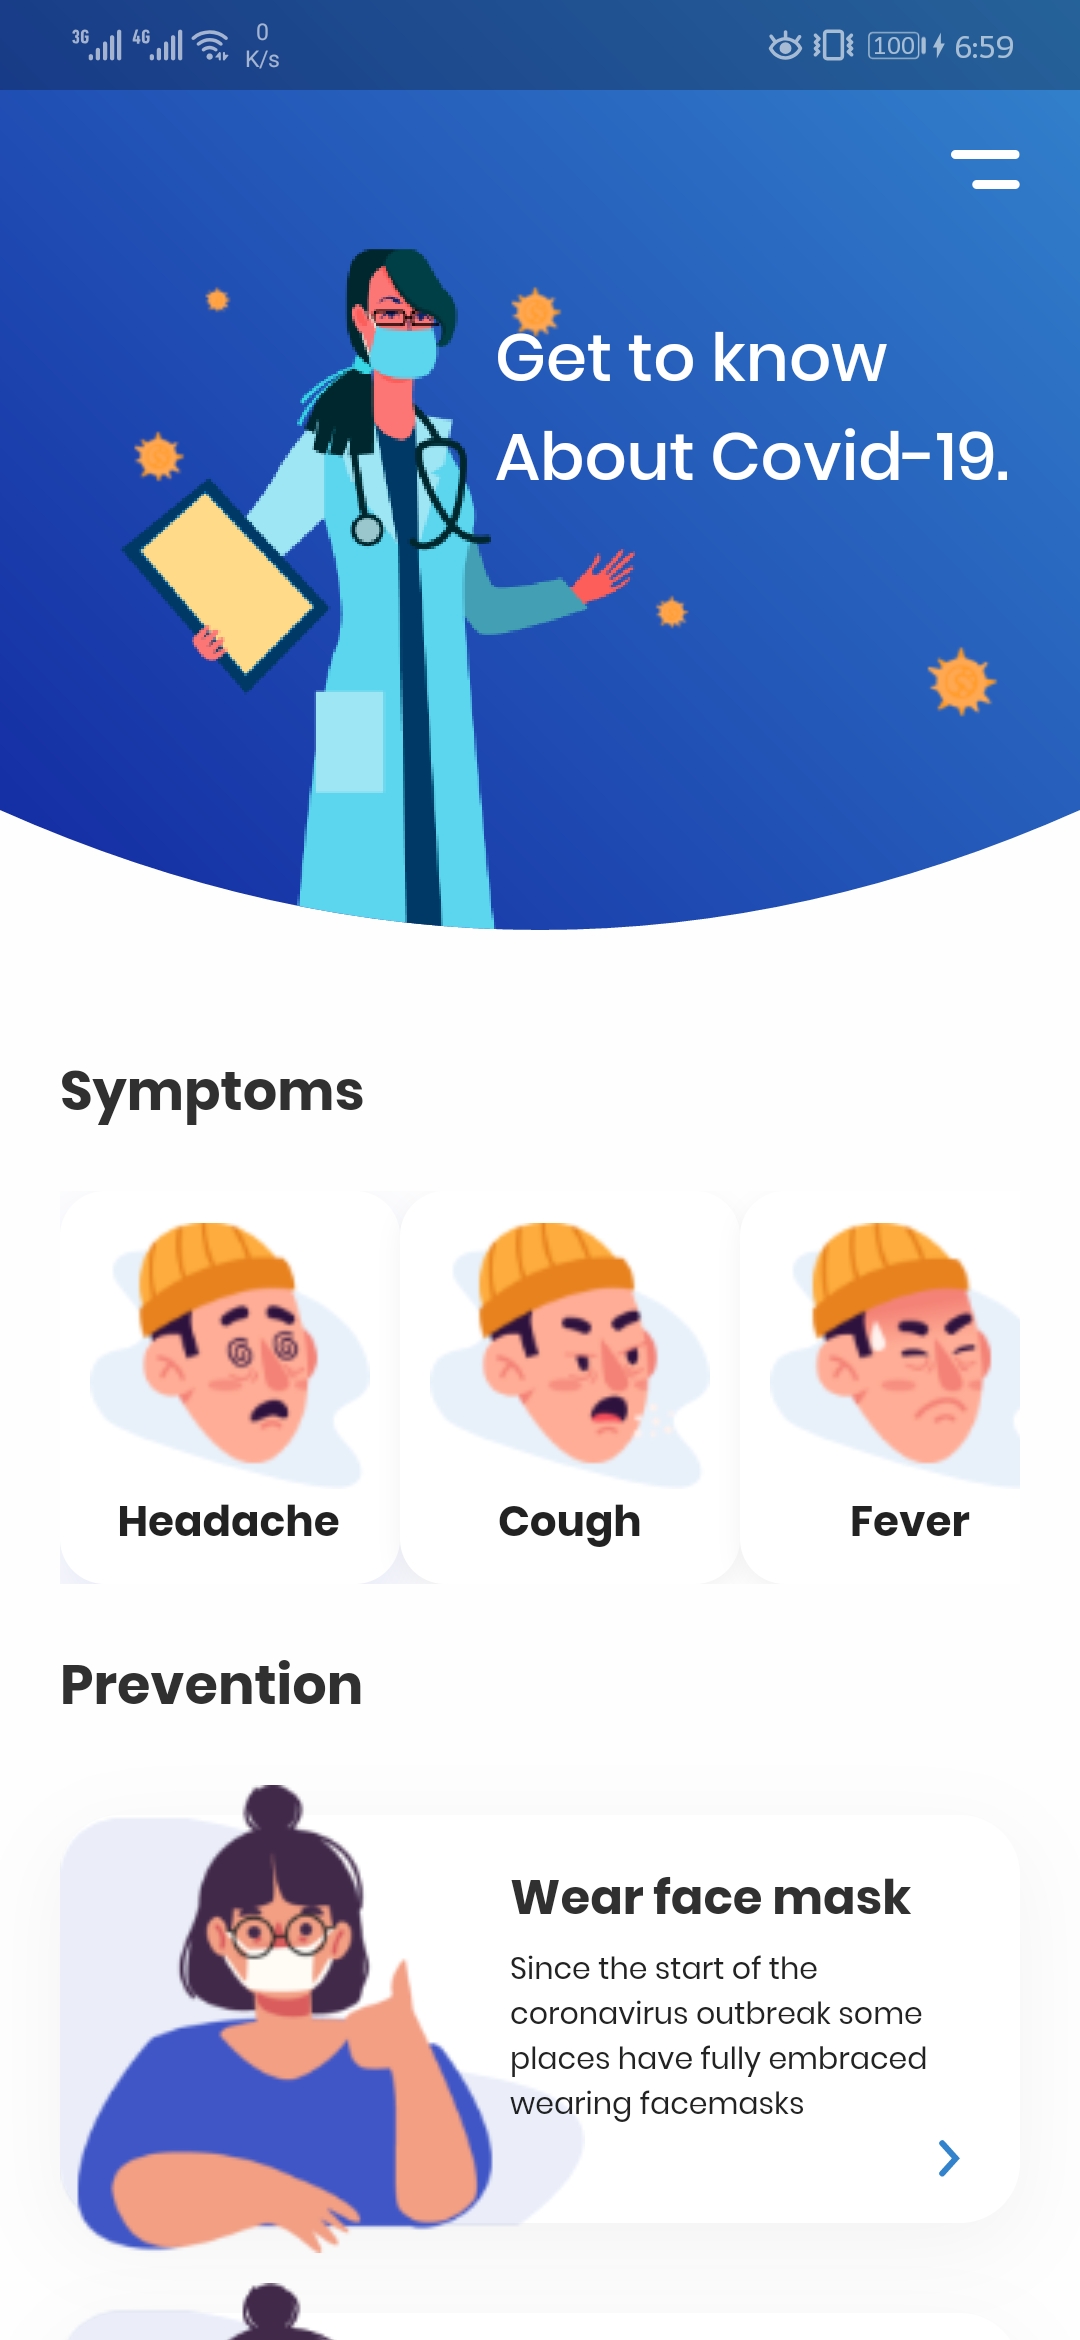 3G 4G 0 K/s 100 6:59
Get to know
About Covid-19.
Symptoms
Headache Cough Fever
Prevention
Wear face mask
Since the start of the
coronavirus outbreak some
places have fully embraced
wearing facemasks